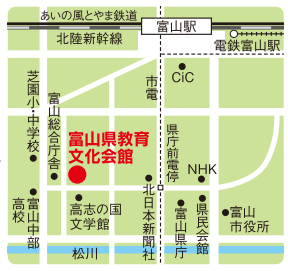 あいの風とやま鉄道
富山駅
北陸新幹線
電鉄富山駅
市電
CiC
芝園小・中学校
富山総合庁舎
富山県教育
文化会館
県庁前電停
NHK
富山中部
高校
高志の国
文学館
北日本新聞社
富山県庁
県民会館
富山
市役所
松川